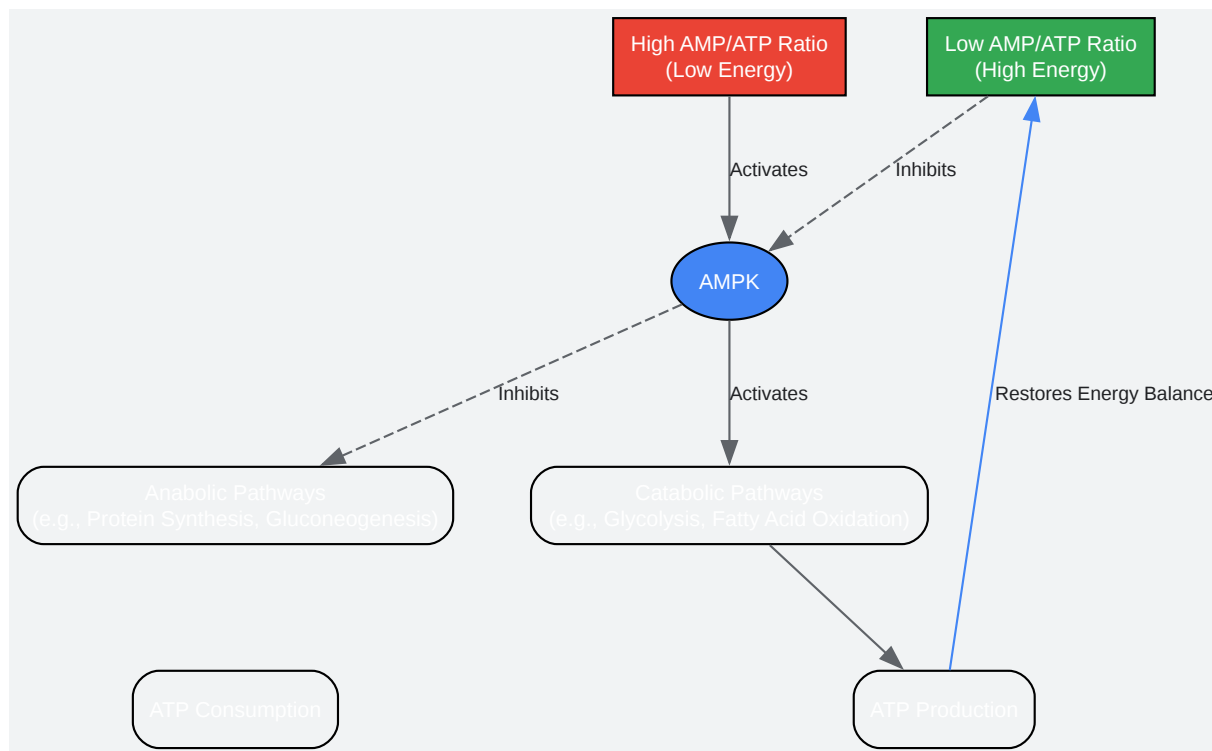 High AMP/ATP Ratio
(Low Energy)
Low AMP/ATP Ratio
(High Energy)
Activates
Inhibits
AMPK
Inhibits
Activates
Restores Energy Balance
Anabolic Pathways
(e.g., Protein Synthesis, Gluconeogenesis)
Catabolic Pathways
(e.g., Glycolysis, Fatty Acid Oxidation)
ATP Consumption
ATP Production